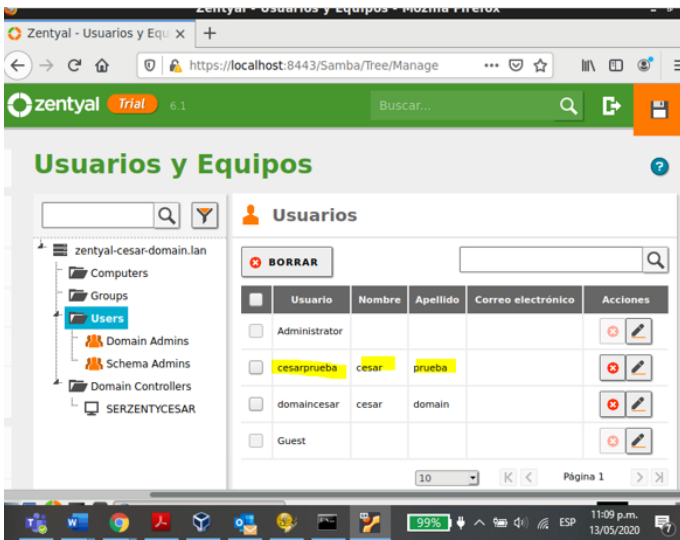 Zentyal - Usuarios y Equipos - Mozilla Firefox
Zentyal - Usuarios y Equ
https://localhost:8443/Samba/Tree/Manage
zentyal Trial 6.1
Buscar...
Usuarios y Equipos
?
zentyal-cesar-domain.lan
Computers
Groups
Users
Domain Admins
Schema Admins
Domain Controllers
SERZENTYCESAR
Usuarios
BORRAR
Usuario Nombre Apellido Correo electrónico Acciones
Administrator
cesarprueba cesar prueba
domaincesar cesar domain
Guest
10 Página 1
99% ESP 11:09 p.m.
13/05/2020
7